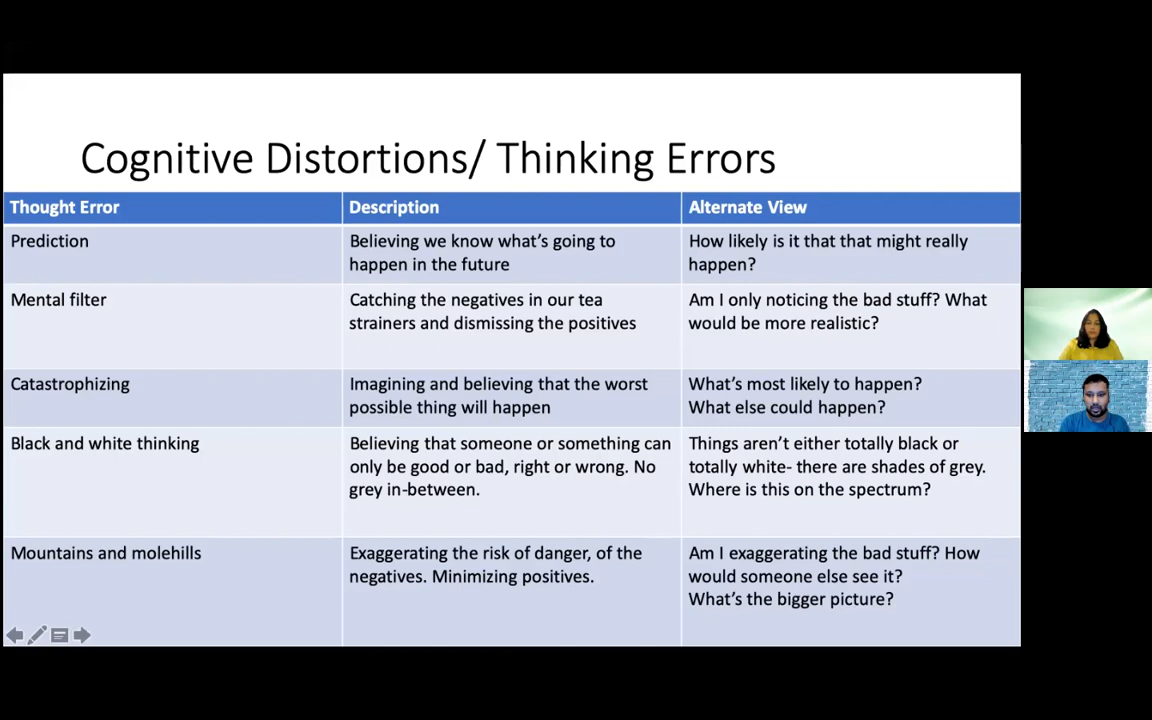 Cognitive Distortions/ Thinking Errors
Thought Error
Description
Alternate View
Prediction
Believing we know what's going to
happen in the future
How likely is it that that might really
happen?
Mental filter
Catching the negatives in our tea
strainers and dismissing the positives
Am I only noticing the bad stuff? What
would be more realistic?
Catastrophizing
Imagining and believing that the worst
possible thing will happen
What's most likely to happen?
What else could happen?
Black and white thinking
Believing that someone or something can
only be good or bad, right or wrong. No
grey in-between.
Things aren't either totally black or
totally white- there are shades of grey.
Where is this on the spectrum?
Mountains and molehills
Exaggerating the risk of danger, of the
negatives. Minimizing positives.
Am I exaggerating the bad stuff? How
would someone else see it?
What's the bigger picture?